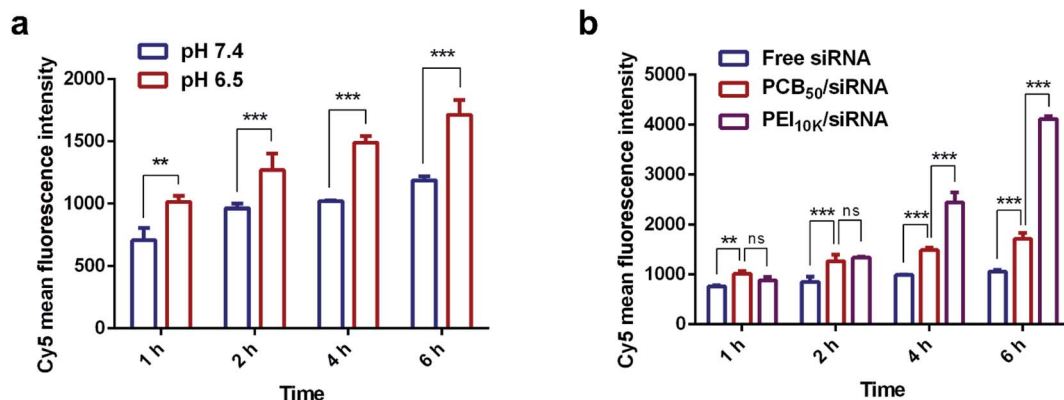 a
pH 7.4
pH 6.5
Cy5 mean fluorescence intensity
2000
1500
1000
500
0
**
***
***
***
1 h
2 h
4 h
6 h
Time
b
Free siRNA
PCB50/siRNA
PEI10K/siRNA
Cy5 mean fluorescence intensity
5000
4000
3000
2000
1000
0
** ns
*** ns
***
***
***
***
1 h
2 h
4 h
6 h
Time